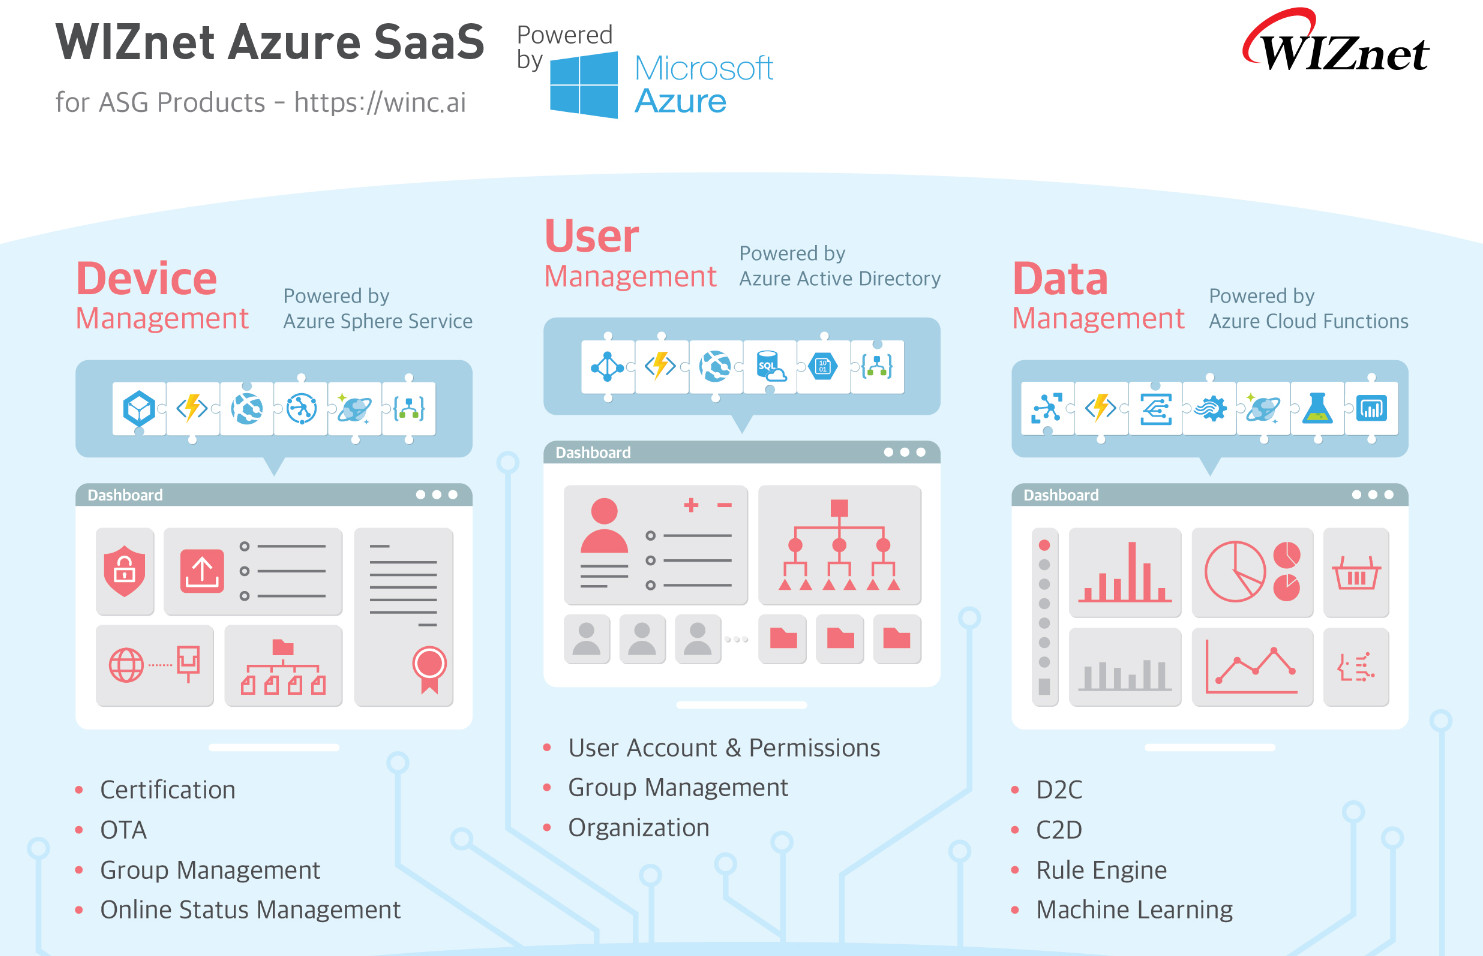 WIZnet Azure SaaS
for ASG Products - https://winc.ai
Powered
by
Microsoft
Azure
WIZnet
Device
Management
Powered by
Azure Sphere Service
Dashboard
Certification
OTA
Group Management
Online Status Management
User
Management
Powered by
Azure Active Directory
SQL
10
01
Dashboard
User Account & Permissions
Group Management
Organization
Data
Management
Powered by
Azure Cloud Functions
Dashboard
D2C
C2D
Rule Engine
Machine Learning